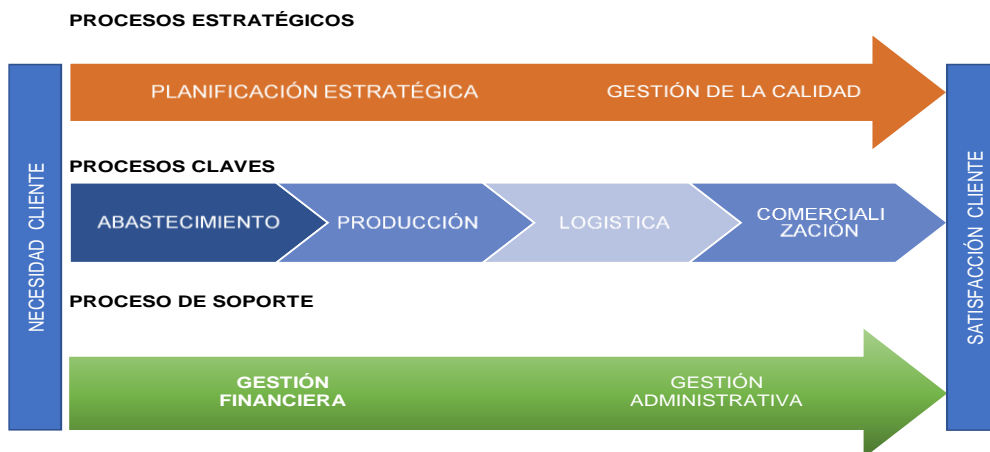 PROCESOS ESTRATÉGICOS
PLANIFICACIÓN ESTRATÉGICA
GESTIÓN DE LA CALIDAD
NECESIDAD CLIENTE
PROCESOS CLAVES
ABASTECIMIENTO
PRODUCCIÓN
LOGISTICA
COMERCIALI
ZACIÓN
PROCESO DE SOPORTE
GESTIÓN
FINANCIERA
GESTIÓN
ADMINISTRATIVA
SATISFACCIÓN CLIENTE